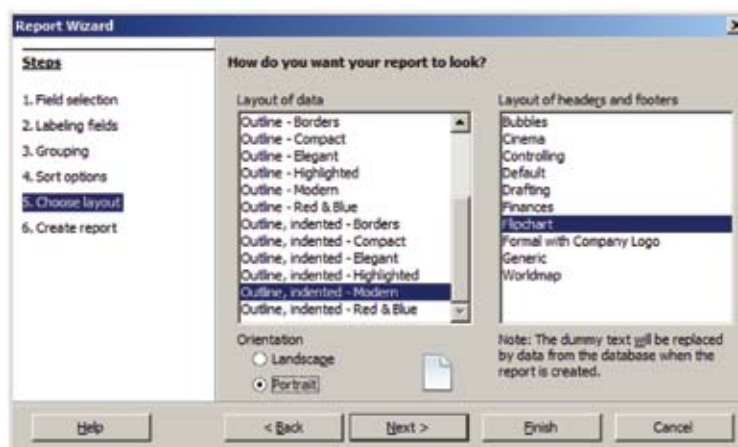 Report Wizard
Steps
1. Field selection
2. Labeling fields
3. Grouping
4. Sort options
5. Choose layout
6. Create report
How do you want your report to look?
Layout of data
Outline - Borders
Outline - Compact
Outline - Elegant
Outline - Highlighted
Outline - Modern
Outline - Red & Blue
Outline, indented - Borders
Outline, indented - Compact
Outline, indented - Elegant
Outline, indented - Highlighted
Outline, indented - Modern
Outline, indented - Red & Blue
Layout of headers and footers
Bubbles
Cinema
Controlling
Default
Drafting
Finances
Flipchart
Formal with Company Logo
Generic
Worldmap
Orientation
Landscape
Portrait
Note: The dummy text will be replaced
by data from the database when the
report is created.
Help
< Back
Next >
Finish
Cancel